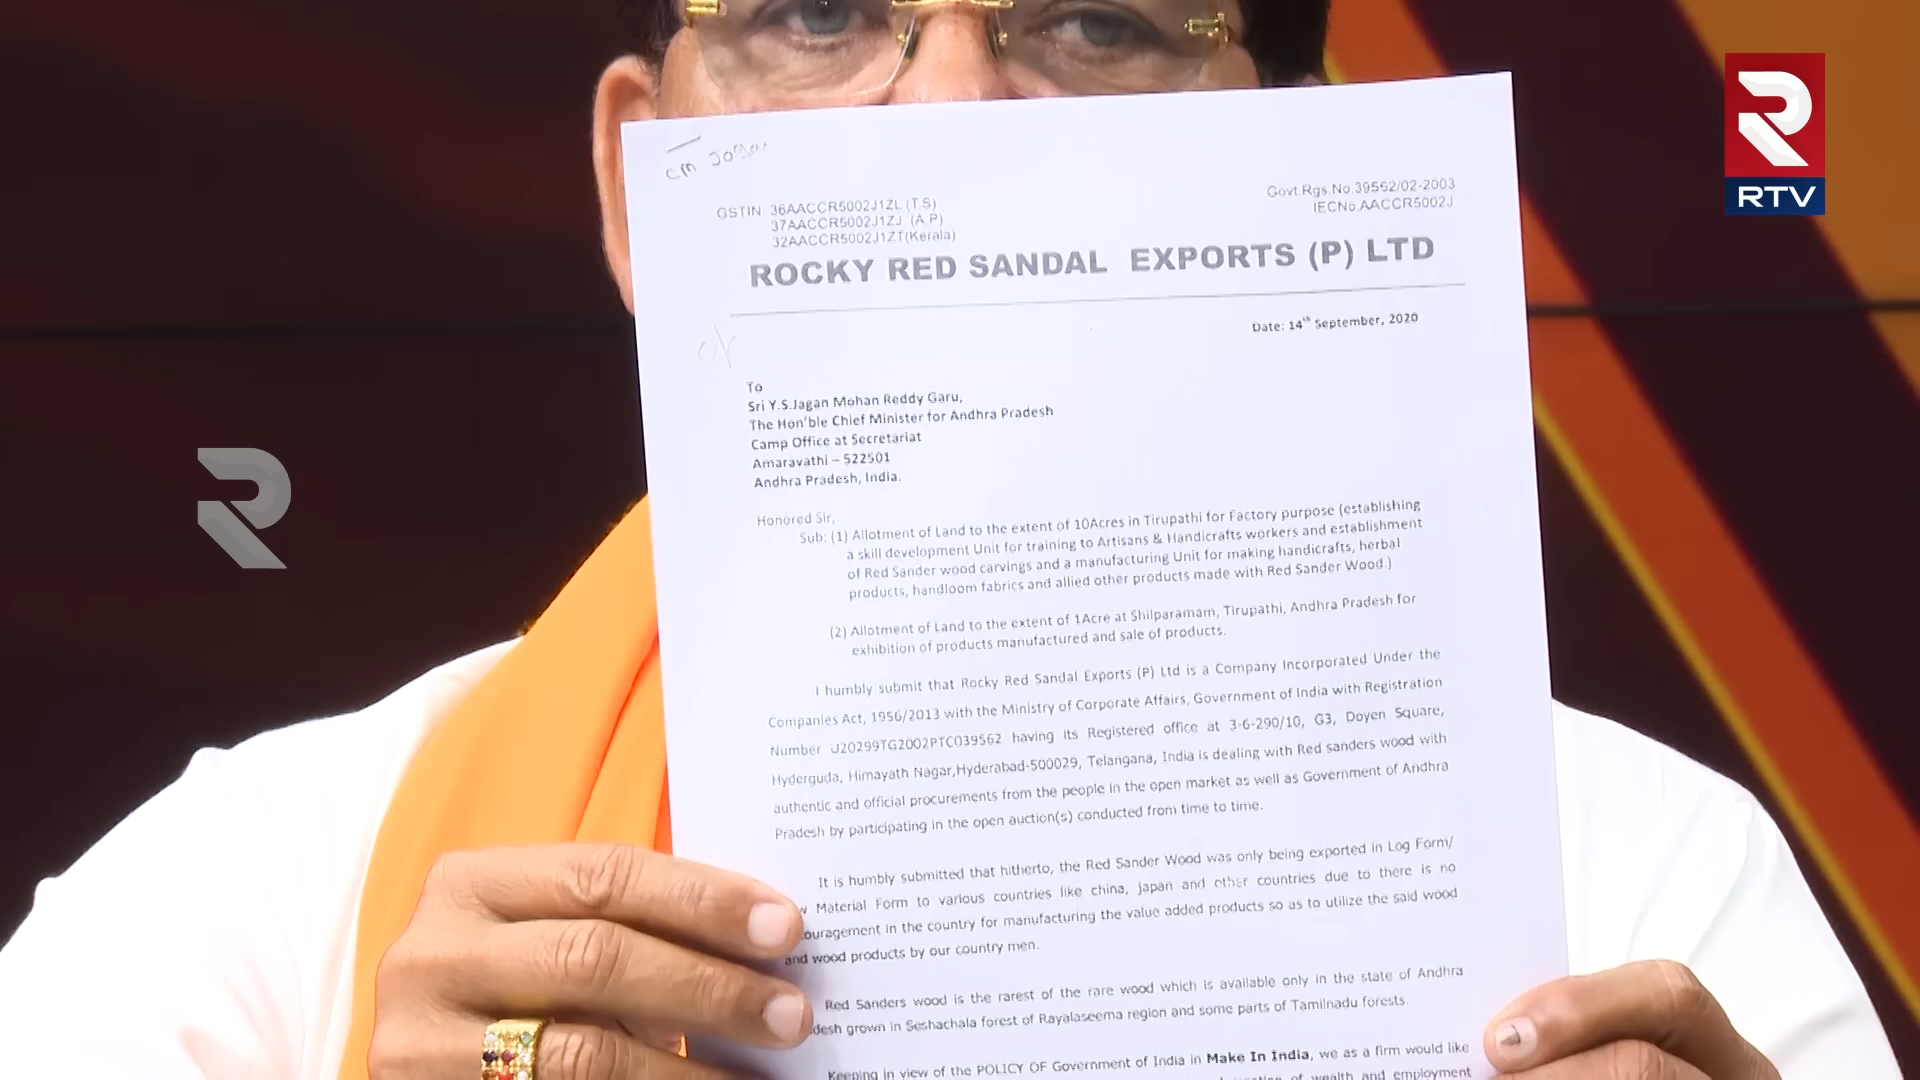 CM Jagan
GSTIN: 36AACCR5002J1ZL (T.S)
37AACCR5002J1ZJ (A.P)
32AACCR5002J1ZT(Kerala)
Govt.Rgs.No.39562/02-2003
IECNo.AACCR5002J
RTV
ROCKY RED SANDAL EXPORTS (P) LTD
Date: 14th September, 2020
To
Sri Y.S.Jagan Mohan Reddy Garu,
The Hon'ble Chief Minister for Andhra Pradesh
Camp Office at Secretariat
Amaravathi – 522501
Andhra Pradesh, India.
Honored Sir,
Sub: (1) Allotment of Land to the extent of 10Acres in Tirupathi for Factory purpose (establishing
a skill development Unit for training to Artisans & Handicrafts workers and establishment
of Red Sander wood carvings and a manufacturing Unit for making handicrafts, herbal
products, handloom fabrics and allied other products made with Red Sander Wood.)
(2) Allotment of Land to the extent of 1Acre at Shilparamam, Tirupathi, Andhra Pradesh for
exhibition of products manufactured and sale of products.
I humbly submit that Rocky Red Sandal Exports (P) Ltd is a Company Incorporated Under the
Companies Act, 1956/2013 with the Ministry of Corporate Affairs, Government of India with Registration
Number U20299TG2002PTC039562 having its Registered office at 3-6-290/10, G3, Doyen Square,
Hyderguda, Himayath Nagar,Hyderabad-500029, Telangana, India is dealing with Red sanders wood with
authentic and official procurements from the people in the open market as well as Government of Andhra
Pradesh by participating in the open auction(s) conducted from time to time.
It is humbly submitted that hitherto, the Red Sander Wood was only being exported in Log Form/
w Material Form to various countries like china, japan and other countries due to there is no
couragement in the country for manufacturing the value added products so as to utilize the said wood
and wood products by our country men.
Red Sanders wood is the rarest of the rare wood which is available only in the state of Andhra
desh grown in Seshachala forest of Rayalaseema region and some parts of Tamilnadu forests.
Keeping in view of the POLICY OF Government of India in Make In India, we as a firm would like
of wealth and employment